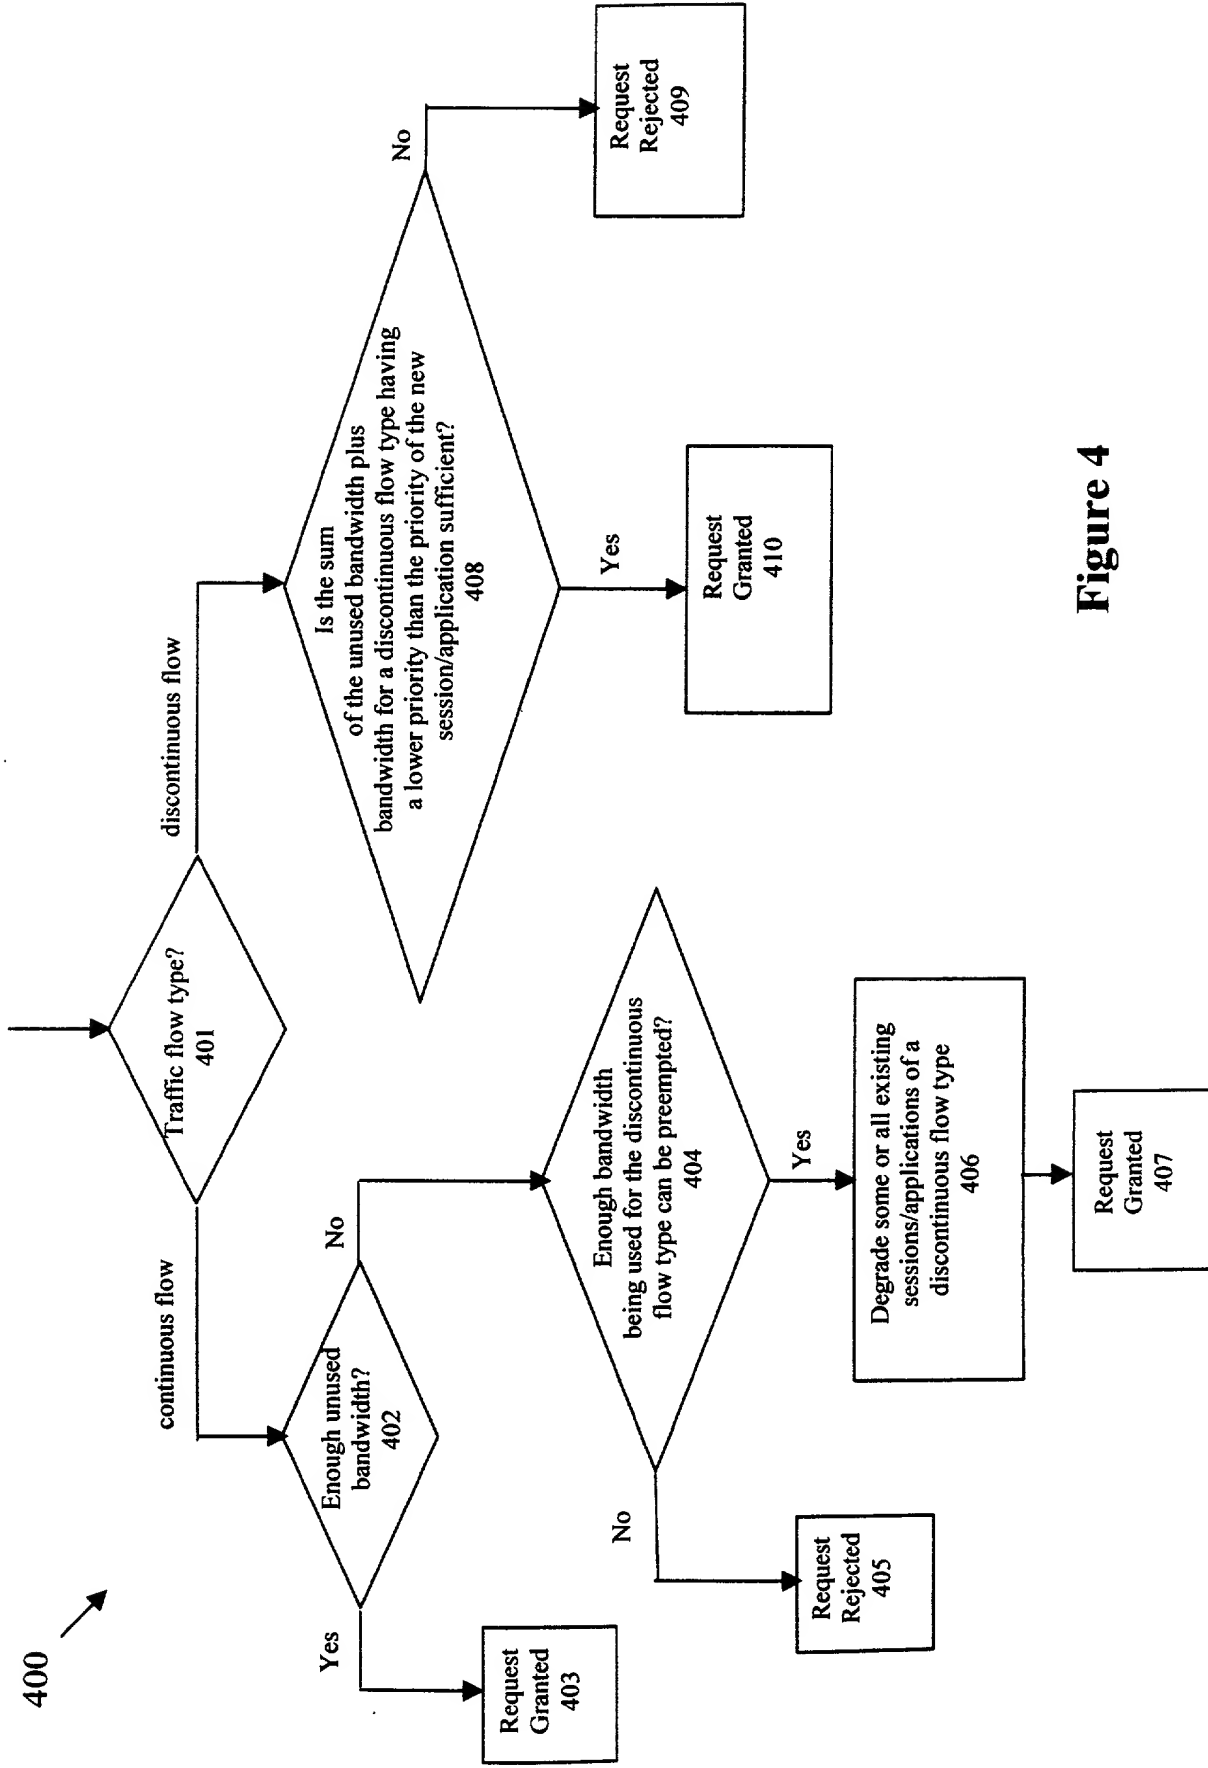 400
Traffic flow type?
401
continuous flow
discontinuous flow
Enough unused
bandwidth?
402
Yes
No
Request
Granted
403
Enough bandwidth
being used for the discontinuous
flow type can be preempted?
404
No
Yes
Request
Rejected
405
Degrade some or all existing
sessions/applications of a
discontinuous flow type
406
Request
Granted
407
Is the sum
of the unused bandwidth plus
bandwidth for a discontinuous flow type having
a lower priority than the priority of the new
session/application sufficient?
408
No
Yes
Request
Rejected
409
Request
Granted
410
Figure 4